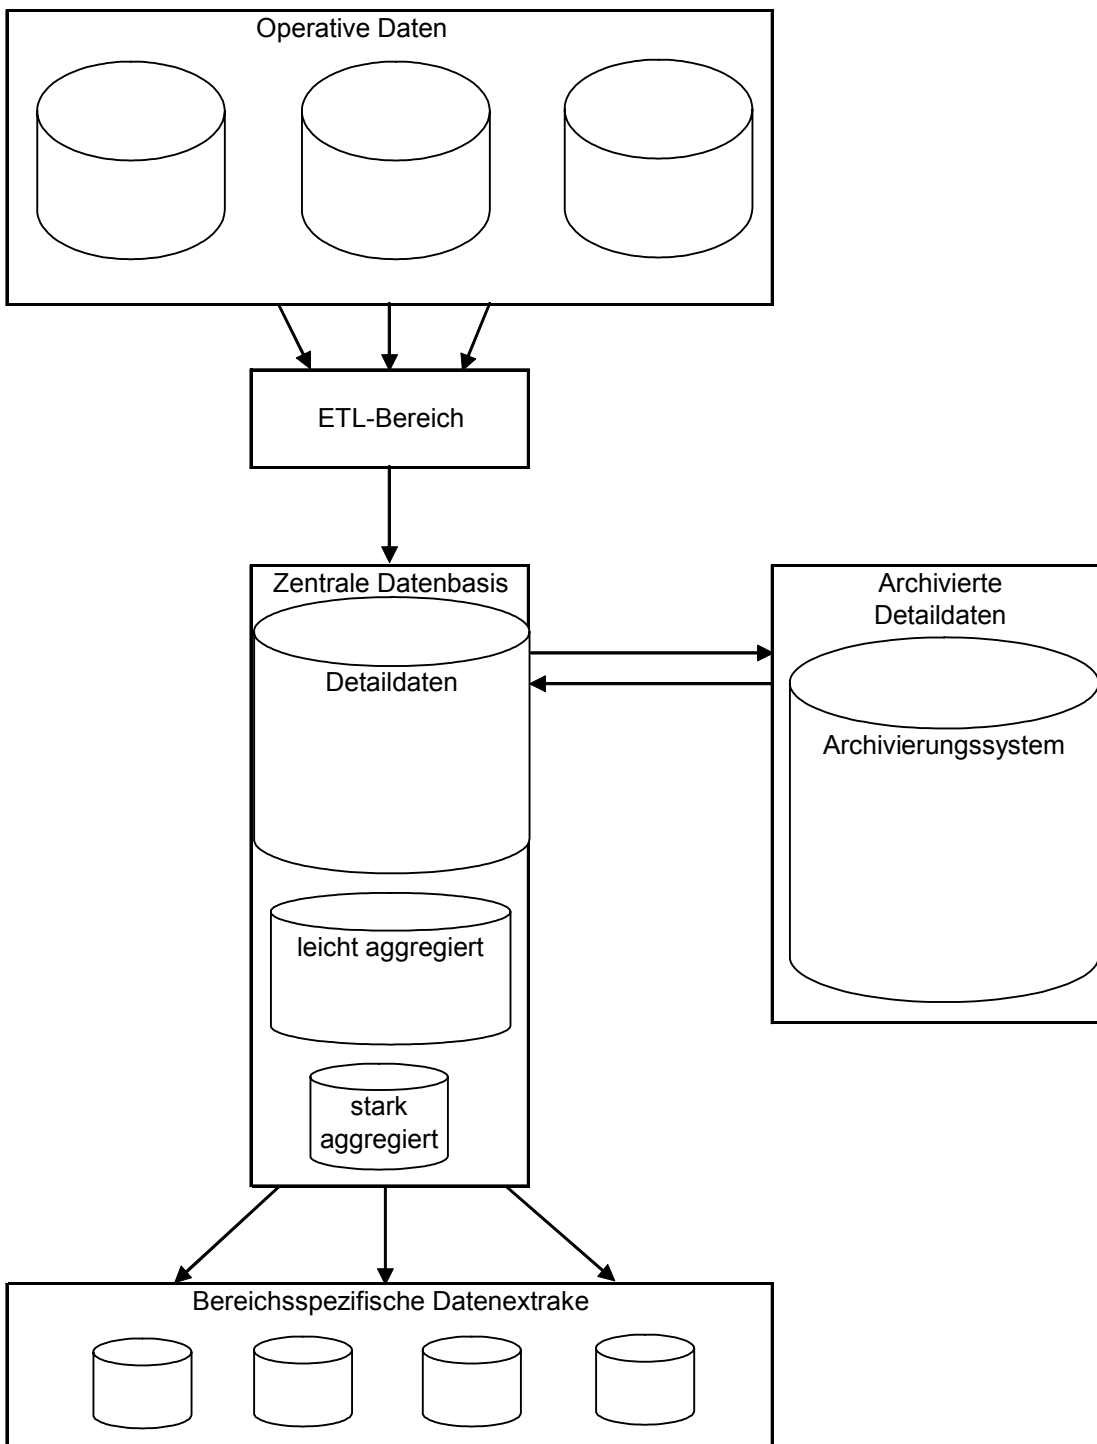 Operative Daten
ETL-Bereich
Zentrale Datenbasis
Detaildaten
leicht aggregiert
stark
aggregiert
Archivierte
Detaildaten
Archivierungssystem
Bereichsspezifische Datenextrake